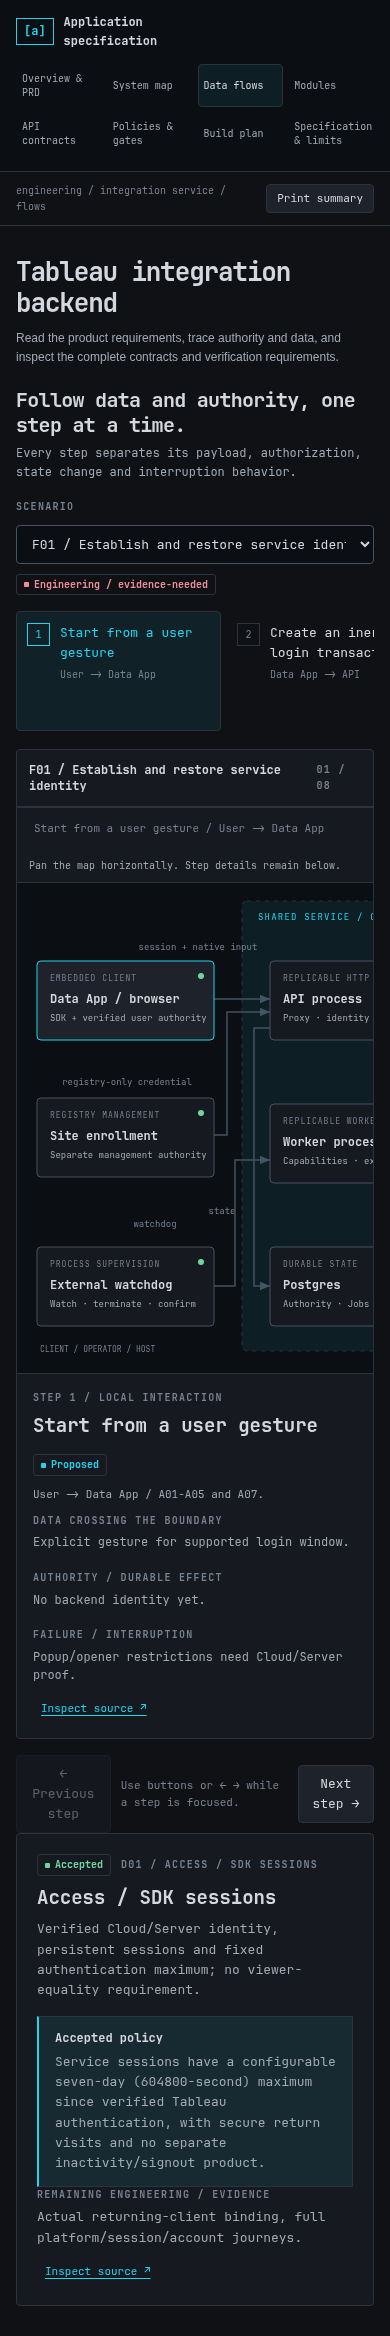 [a] Application
specification
Overview &
PRD
System map
Data flows
Modules
API
contracts
Policies &
gates
Build plan
Specification
& limits
engineering / integration service /
flows
Print summary
Tableau integration
backend
Read the product requirements, trace authority and data, and
inspect the complete contracts and verification requirements.
Follow data and authority, one
step at a time.
Every step separates its payload, authorization,
state change and interruption behavior.
SCENARIO
F01 / Establish and restore service iden
Engineering / evidence-needed
1 Start from a user
gesture
User → Data App
2 Create an iner
login transac
Data App → API
F01 / Establish and restore service
identity
01 /
08
Start from a user gesture / User → Data App
Pan the map horizontally. Step details remain below.
SHARED SERVICE /
session + native input
EMBEDDED CLIENT
Data App / browser
SDK + verified user authority
REPLICABLE HTTP
API process
Proxy · identity
registry-only credential
REGISTRY MANAGEMENT
Site enrollment
Separate management authority
REPLICABLE WORKE
Worker proces
Capabilities · ex
state
watchdog
PROCESS SUPERVISION
External watchdog
Watch · terminate · confirm
DURABLE STATE
Postgres
Authority · Jobs
CLIENT / OPERATOR / HOST
STEP 1 / LOCAL INTERACTION
Start from a user gesture
Proposed
User → Data App / A01-A05 and A07.
DATA CROSSING THE BOUNDARY
Explicit gesture for supported login window.
AUTHORITY / DURABLE EFFECT
No backend identity yet.
FAILURE / INTERRUPTION
Popup/opener restrictions need Cloud/Server
proof.
Inspect source ↗
←
Previous
step
Use buttons or ← → while
a step is focused.
Next
step →
Accepted D01 / ACCESS / SDK SESSIONS
Access / SDK sessions
Verified Cloud/Server identity,
persistent sessions and fixed
authentication maximum; no viewer-
equality requirement.
Accepted policy
Service sessions have a configurable
seven-day (604800-second) maximum
since verified Tableau
authentication, with secure return
visits and no separate
inactivity/signout product.
REMAINING ENGINEERING / EVIDENCE
Actual returning-client binding, full
platform/session/account journeys.
Inspect source ↗